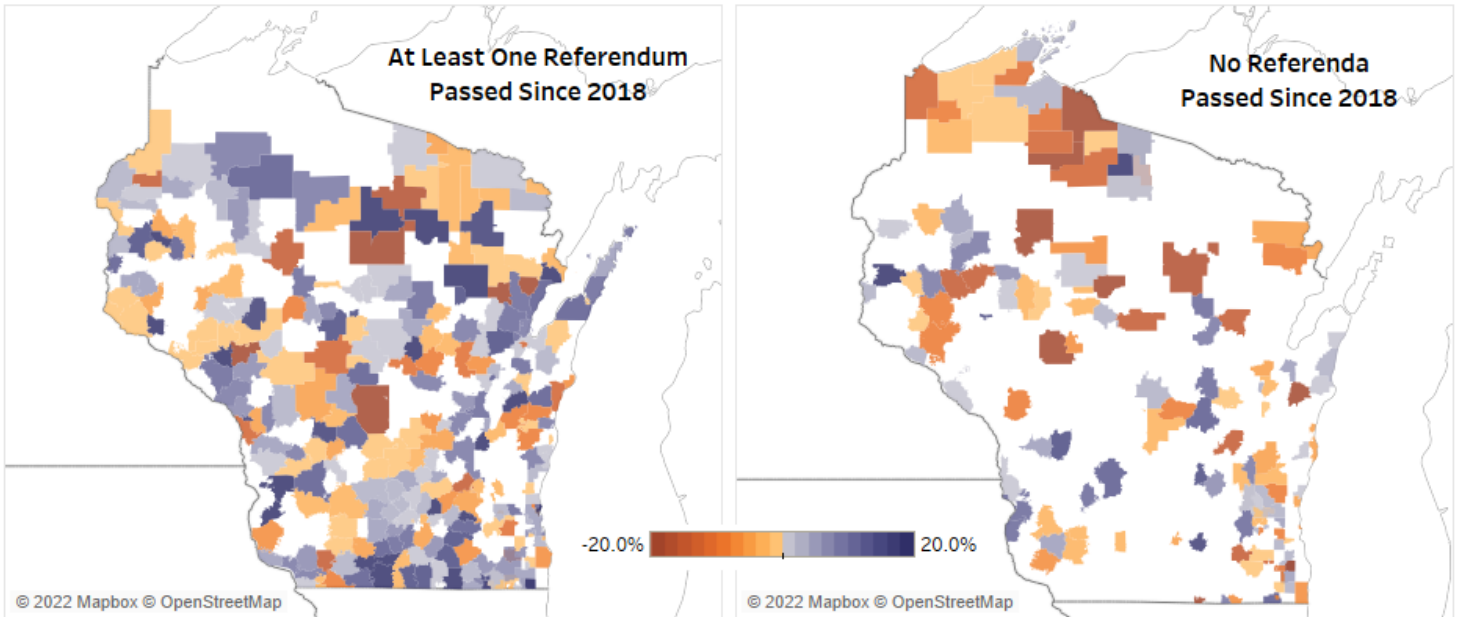 At Least One Referendum
Passed Since 2018
No Referenda
Passed Since 2018
-20.0%
20.0%
© 2022 Mapbox © OpenStreetMap
© 2022 Mapbox © OpenStreetMap